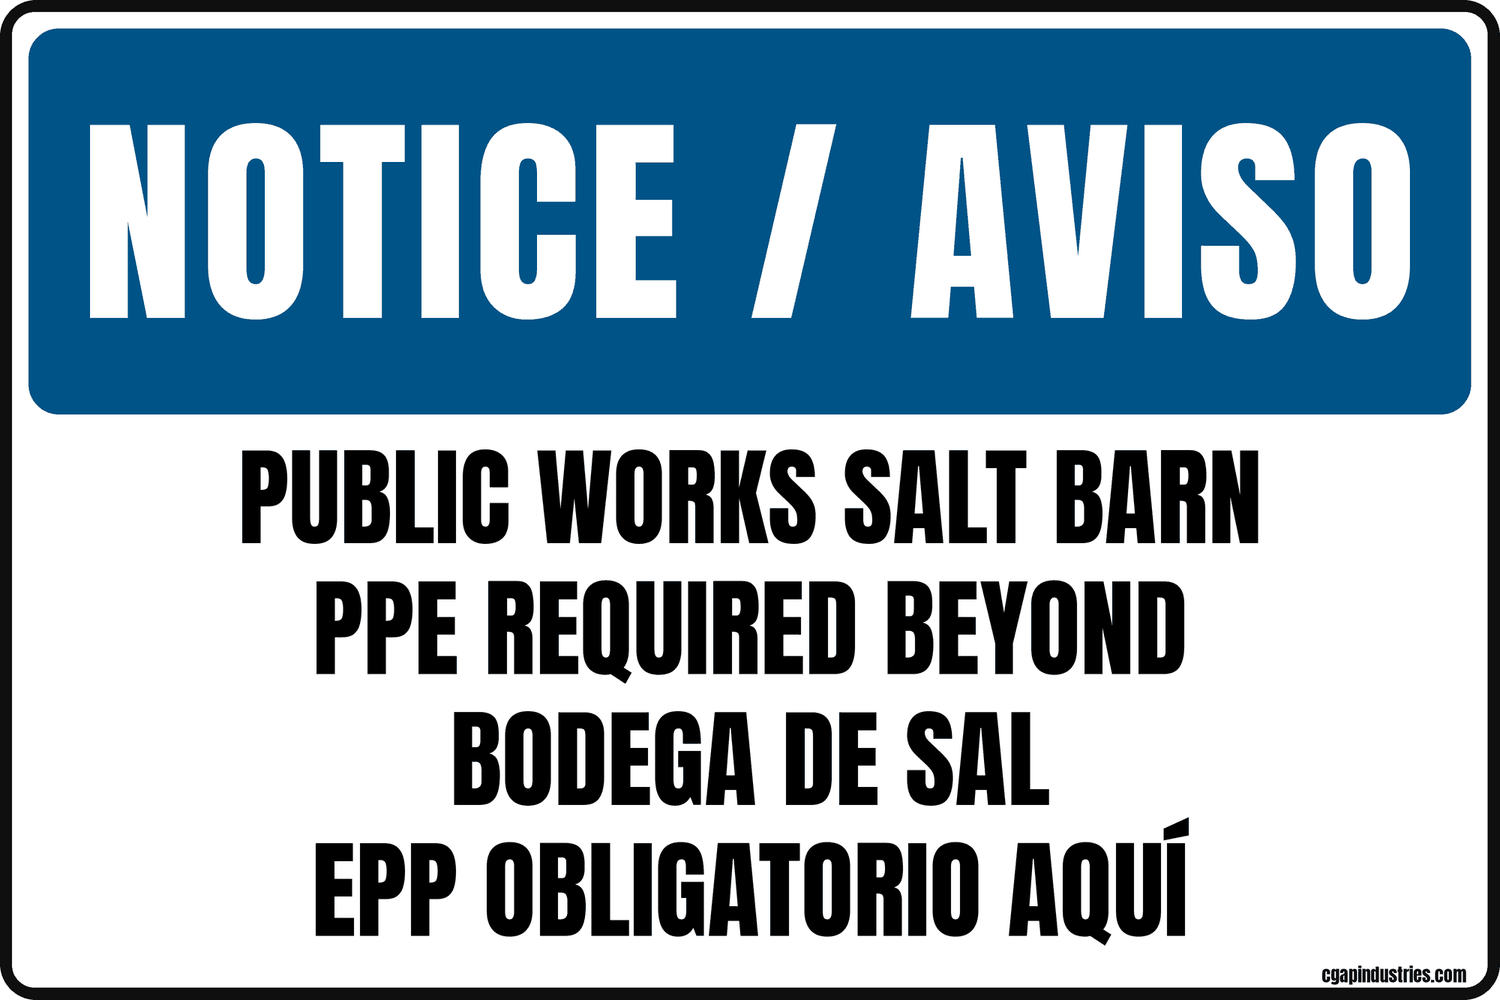 NOTICE / AVISO
PUBLIC WORKS SALT BARN
PPE REQUIRED BEYOND
BODEGA DE SAL
EPP OBLIGATORIO AQUÍ
cgapindustries.com